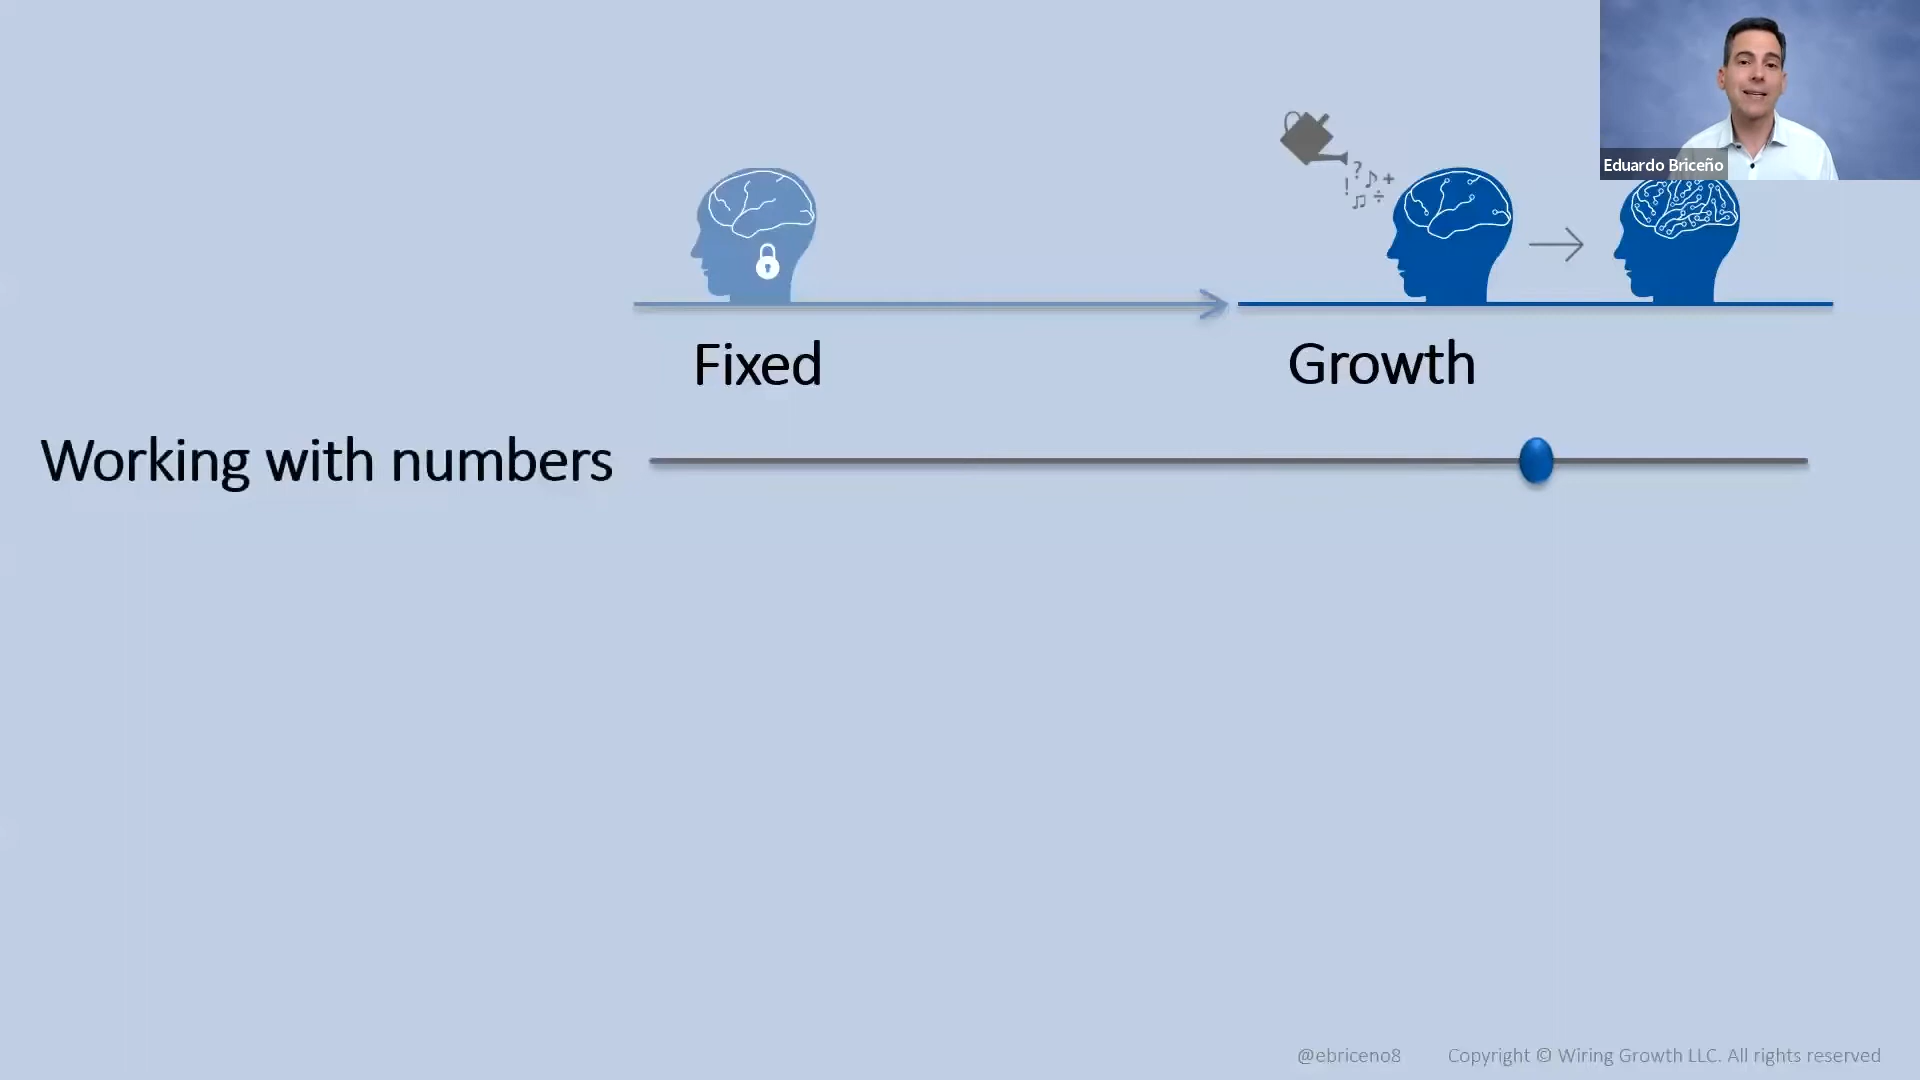 Eduardo Briceño
Fixed
Growth
Working with numbers
@ebriceno8
Copyright © Wiring Growth LLC. All rights reserved